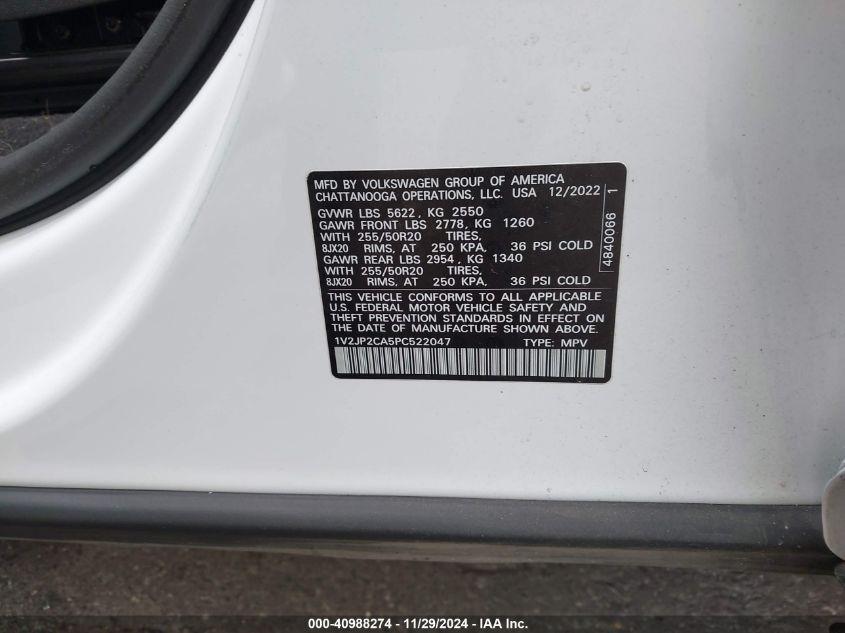 MFD BY VOLKSWAGEN GROUP OF AMERICA
CHATTANOOGA OPERATIONS, LLC. USA 12/2022
GVWR LBS 5622, KG 2550
GAWR FRONT LBS 2778, KG 1260
WITH 255/50R20 TIRES,
8JX20 RIMS, AT 250 KPA, 36 PSI COLD
GAWR REAR LBS 2954, KG 1340
WITH 255/50R20 TIRES,
8JX20 RIMS, AT 250 KPA, 36 PSI COLD
THIS VEHICLE CONFORMS TO ALL APPLICABLE
U.S. FEDERAL MOTOR VEHICLE SAFETY AND
THEFT PREVENTION STANDARDS IN EFFECT ON
THE DATE OF MANUFACTURE SHOWN ABOVE.
1V2JP2CA5PC522047 TYPE: MPV
4840066 1
000-40988274 - 11/29/2024 - IAA Inc.